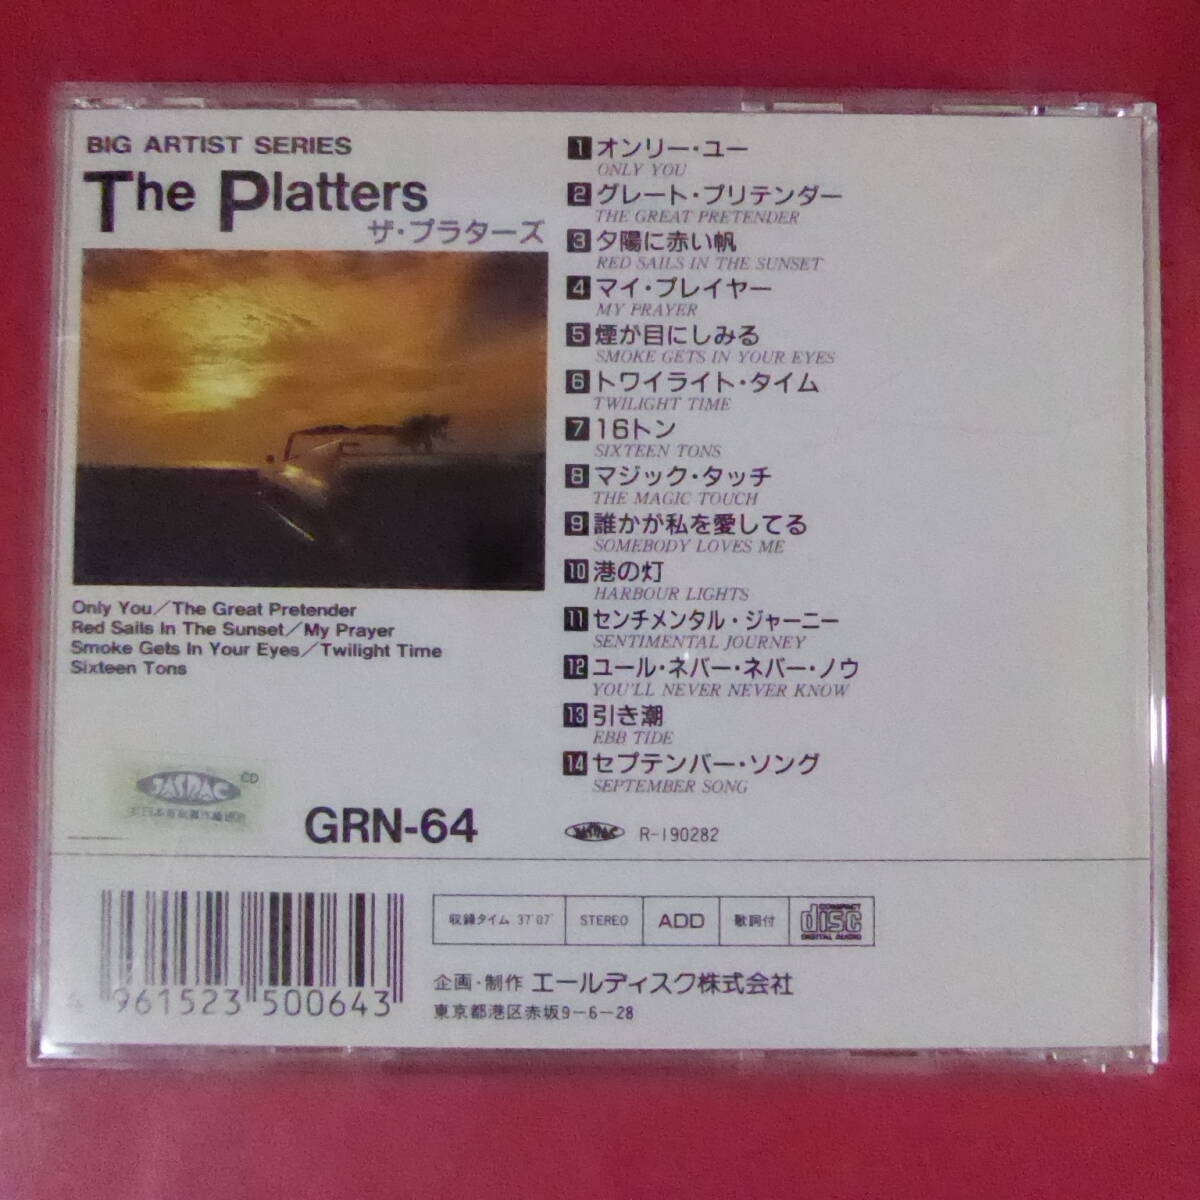 BIG ARTIST SERIES
The Platters
ザ・プラターズ
Only You／The Great Pretender
Red Sails In The Sunset／My Prayer
Smoke Gets In Your Eyes／Twilight Time
Sixteen Tons
1 オンリー・ユー
ONLY YOU
2 グレート・プリテンダー
THE GREAT PRETENDER
3 夕陽に赤い帆
RED SAILS IN THE SUNSET
4 マイ・プレイヤー
MY PRAYER
5 煙が目にしみる
SMOKE GETS IN YOUR EYES
6 トワイライト・タイム
TWILIGHT TIME
7 16トン
SIXTEEN TONS
8 マジック・タッチ
THE MAGIC TOUCH
9 誰かが私を愛してる
SOMEBODY LOVES ME
10 港の灯
HARBOUR LIGHTS
11 センチメンタル・ジャーニー
SENTIMENTAL JOURNEY
12 ユール・ネバー・ネバー・ノウ
YOU'LL NEVER NEVER KNOW
13 引き潮
EBB TIDE
14 セプテンバー・ソング
SEPTEMBER SONG
JASRAC CD
GRN-64
JASRAC R-190282
4 961523 500643
収録タイム 37'07" STEREO ADD 歌詞付 COMPACT disc DIGITAL AUDIO
企画・制作 エールディスク株式会社
東京都港区赤坂9-6-28